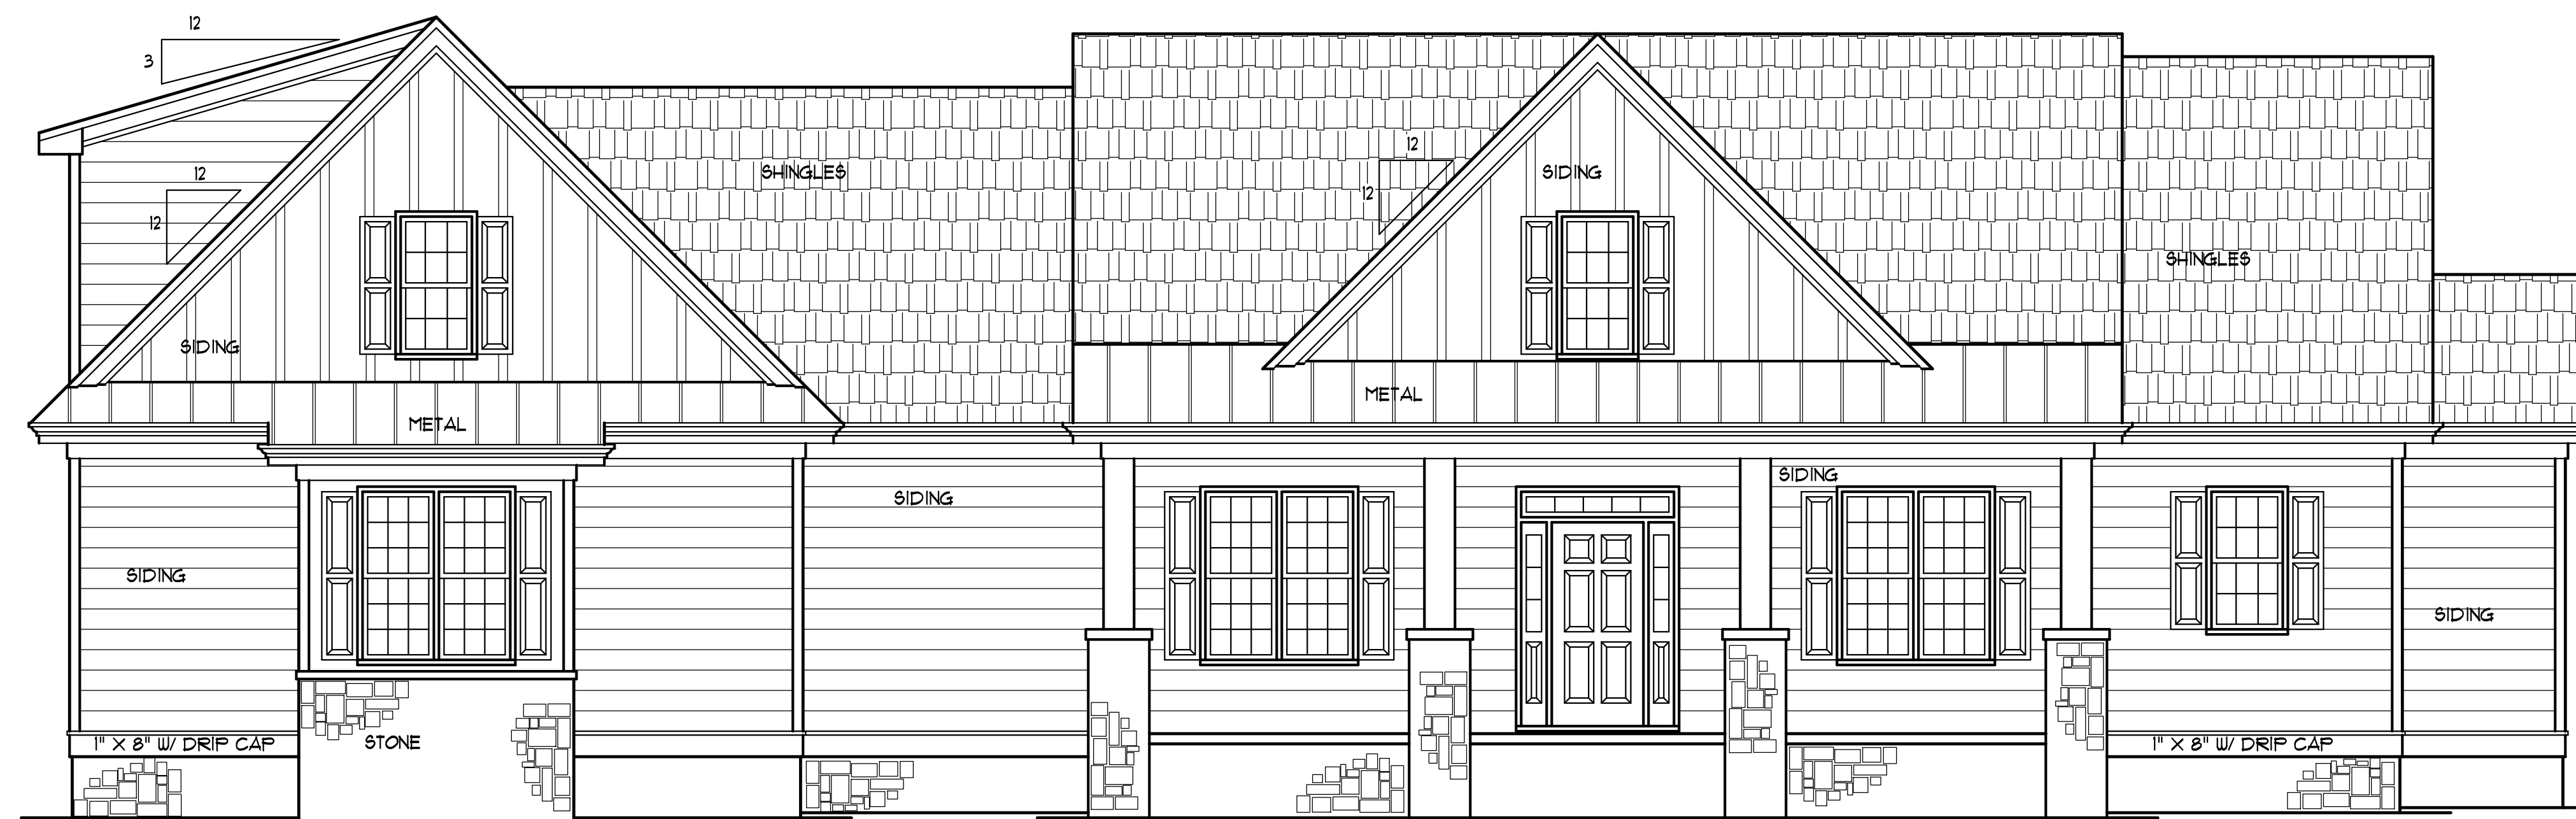 12
3
12
12
12
12
SHINGLES
SIDING
SHINGLES
SIDING
METAL
METAL
SIDING
SIDING
SIDING
SIDING
1" X 8" W/ DRIP CAP
STONE
1" X 8" W/ DRIP CAP